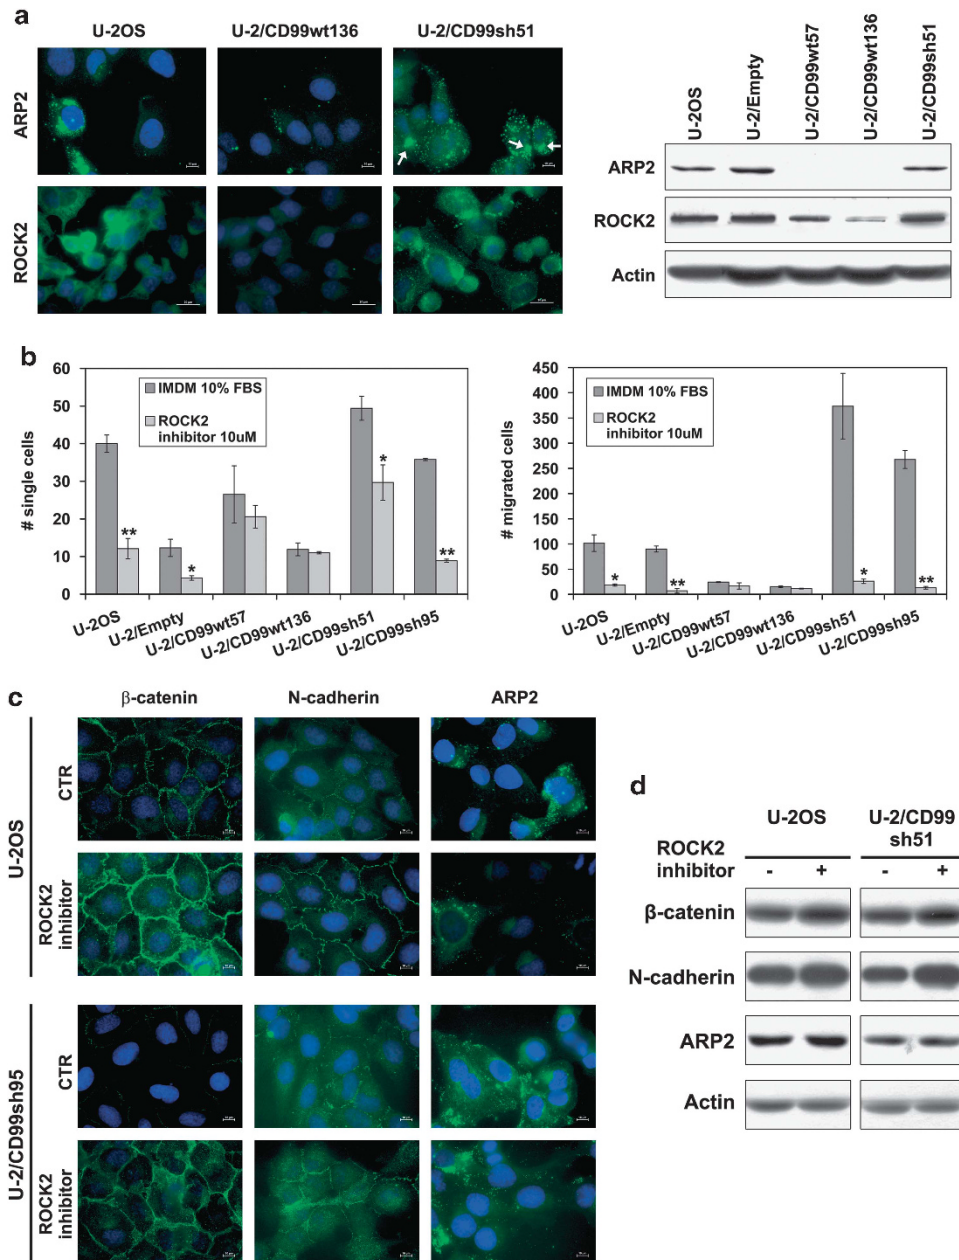 a
U-2OS
U-2/CD99wt136
U-2/CD99sh51
ARP2
ROCK2
U-2OS
U-2/Empty
U-2/CD99wt57
U-2/CD99wt136
U-2/CD99sh51
ARP2
ROCK2
Actin
b
# single cells
60
50
40
30
20
10
0
IMDM 10% FBS
ROCK2
inhibitor 10uM
**
*
*
**
U-2OS
U-2/Empty
U-2/CD99wt57
U-2/CD99wt136
U-2/CD99sh51
U-2/CD99sh95
# migrated cells
450
400
350
300
250
200
150
100
50
0
IMDM 10% FBS
ROCK2
inhibitor 10uM
*
**
*
**
U-2OS
U-2/Empty
U-2/CD99wt57
U-2/CD99wt136
U-2/CD99sh51
U-2/CD99sh95
c
β-catenin
N-cadherin
ARP2
U-2OS
CTR
ROCK2
inhibitor
U-2/CD99sh95
CTR
ROCK2
inhibitor
d
U-2OS
U-2/CD99
sh51
ROCK2
inhibitor - + - +
β-catenin
N-cadherin
ARP2
Actin